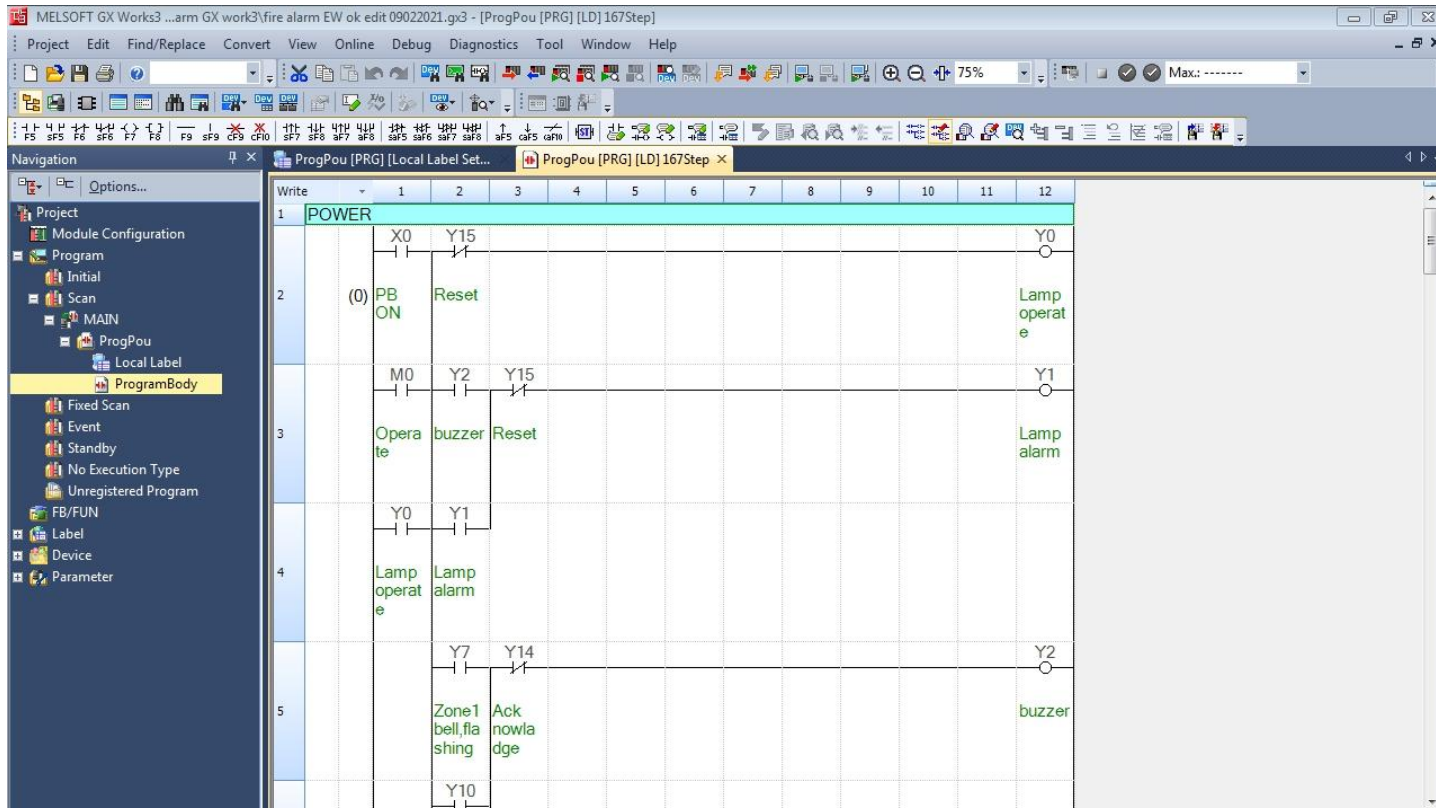 MELSOFT GX Works3 ...arm GX work3\fire alarm EW ok edit 09022021.gx3 - [ProgPou [PRG] [LD] 167Step]
Project Edit Find/Replace Convert View Online Debug Diagnostics Tool Window Help
75%
Max.: -------
Navigation
ProgPou [PRG] [Local Label Set...
ProgPou [PRG] [LD] 167Step
Options...
Project
Module Configuration
Program
Initial
Scan
MAIN
ProgPou
Local Label
ProgramBody
Fixed Scan
Event
Standby
No Execution Type
Unregistered Program
FB/FUN
Label
Device
Parameter
Write 1 2 3 4 5 6 7 8 9 10 11 12
1 POWER
X0 Y15 Y0
2 (0) PB Reset Lamp
ON operat
e
M0 Y2 Y15 Y1
3 Opera buzzer Reset Lamp
te alarm
Y0 Y1
4 Lamp Lamp
operat alarm
e
Y7 Y14 Y2
5 Zone1 Ack buzzer
bell,fla nowla
shing dge
Y10